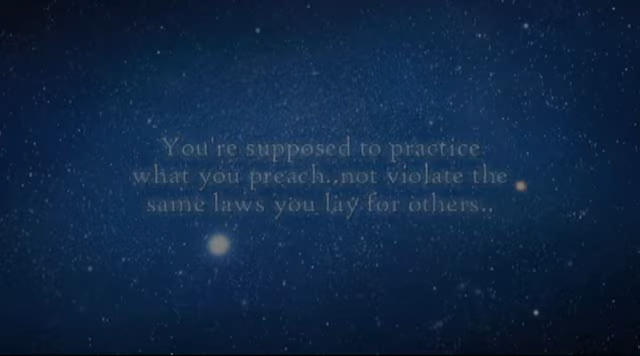 You're supposed to practice
what you preach..,not violate the
same laws you lay for others..